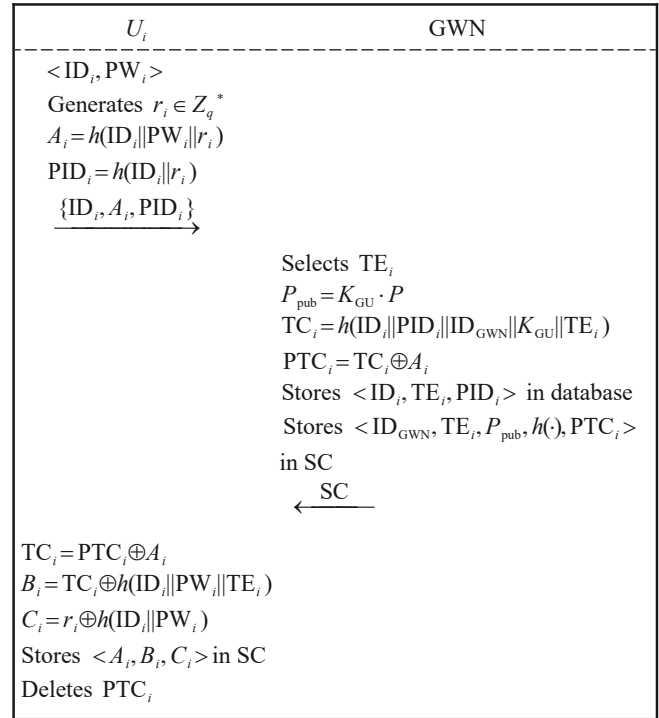 U_i GWN
<ID_i, PW_i>
Generates r_i ∈ Z_q*
A_i = h(ID_i||PW_i||r_i)
PID_i = h(ID_i||r_i)
{ID_i, A_i, PID_i}
Selects TE_i
P_pub = K_GU · P
TC_i = h(ID_i||PID_i||ID_GWN||K_GU||TE_i)
PTC_i = TC_i ⊕ A_i
Stores <ID_i, TE_i, PID_i> in database
Stores <ID_GWN, TE_i, P_pub, h(·), PTC_i>
in SC
SC
TC_i = PTC_i ⊕ A_i
B_i = TC_i ⊕ h(ID_i||PW_i||TE_i)
C_i = r_i ⊕ h(ID_i||PW_i)
Stores <A_i, B_i, C_i> in SC
Deletes PTC_i